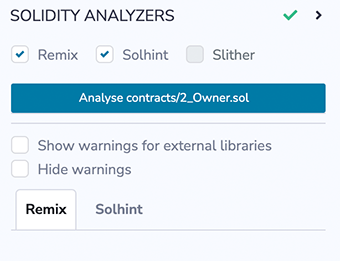 SOLIDITY ANALYZERS
Remix Solhint Slither
Analyse contracts/2_Owner.sol
Show warnings for external libraries
Hide warnings
Remix Solhint